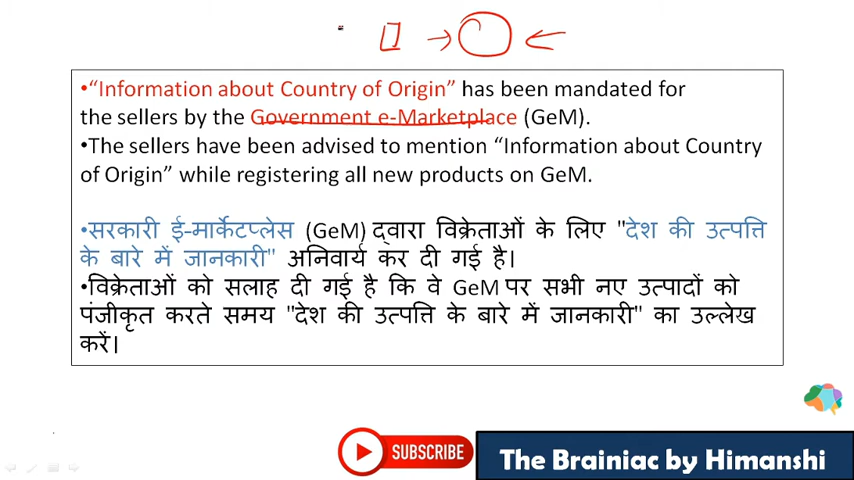 •“Information about Country of Origin” has been mandated for
the sellers by the Government e-Marketplace (GeM).
•The sellers have been advised to mention “Information about Country
of Origin” while registering all new products on GeM.
•सरकारी ई-मार्केटप्लेस (GeM) द्वारा विक्रेताओं के लिए "देश की उत्पत्ति
के बारे में जानकारी" अनिवार्य कर दी गई है।
•विक्रेताओं को सलाह दी गई है कि वे GeM पर सभी नए उत्पादों को
पंजीकृत करते समय "देश की उत्पत्ति के बारे में जानकारी" का उल्लेख
करें।
SUBSCRIBE
The Brainiac by Himanshi